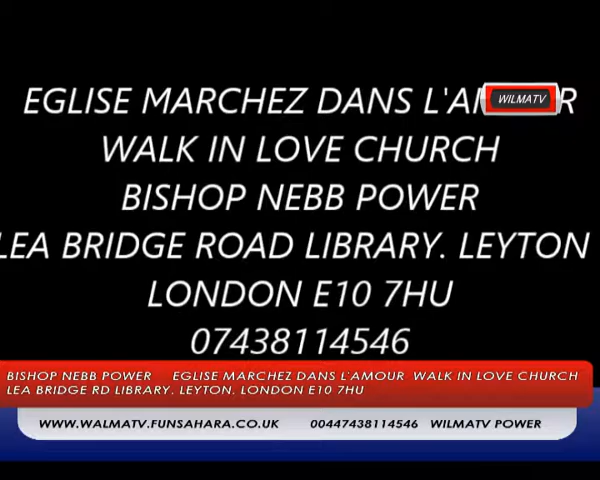 EGLISE MARCHEZ DANS L'AM R
WILMATV
WALK IN LOVE CHURCH
BISHOP NEBB POWER
LEA BRIDGE ROAD LIBRARY. LEYTON
LONDON E10 7HU
07438114546
BISHOP NEBB POWER EGLISE MARCHEZ DANS L`AMOUR WALK IN LOVE CHURCH
LEA BRIDGE RD LIBRARY. LEYTON. LONDON E10 7HU
WWW.WALMATV.FUNSAHARA.CO.UK 00447438114546 WILMATV POWER